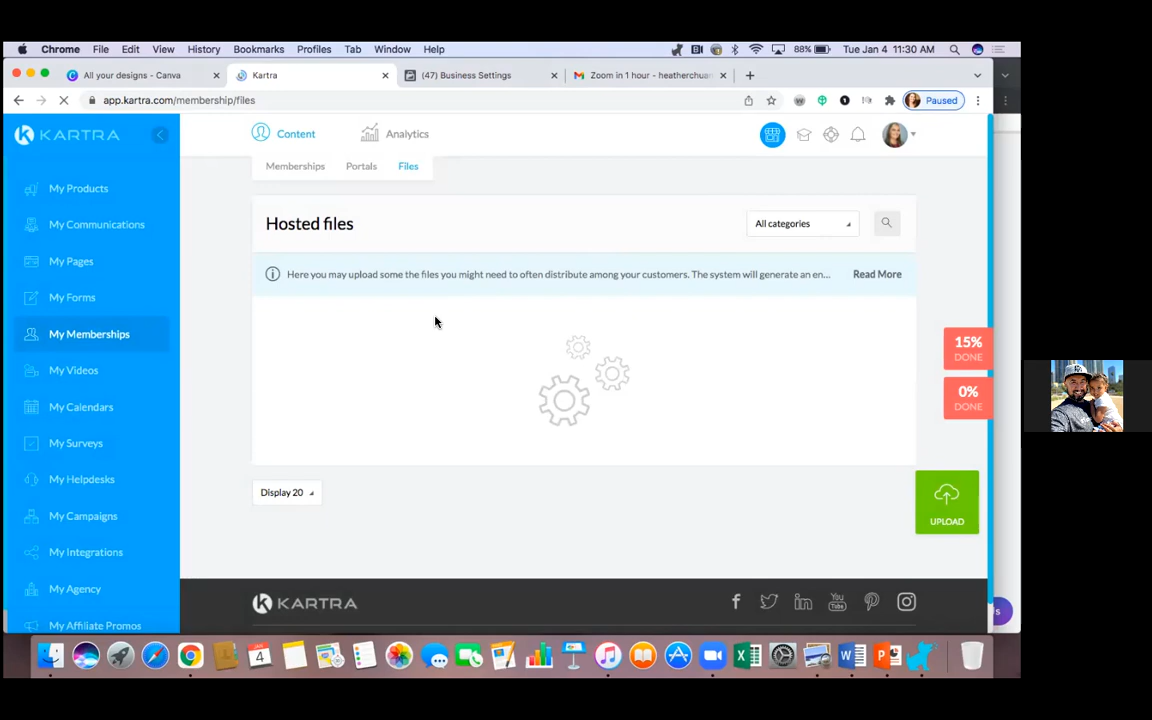 Chrome File Edit View History Bookmarks Profiles Tab Window Help 88% Tue Jan 4 11:30 AM
All your designs - Canva Kartra (47) Business Settings Zoom in 1 hour - heatherchuan
app.kartra.com/membership/files Paused
KARTRA
Content Analytics
Memberships Portals Files
My Products
My Communications
My Pages
My Forms
My Memberships
My Videos
My Calendars
My Surveys
My Helpdesks
My Campaigns
My Integrations
My Agency
My Affiliate Promos
Hosted files All categories
Here you may upload some the files you might need to often distribute among your customers. The system will generate an en... Read More
15%
DONE
0%
DONE
Display 20
UPLOAD
KARTRA You Tube
4